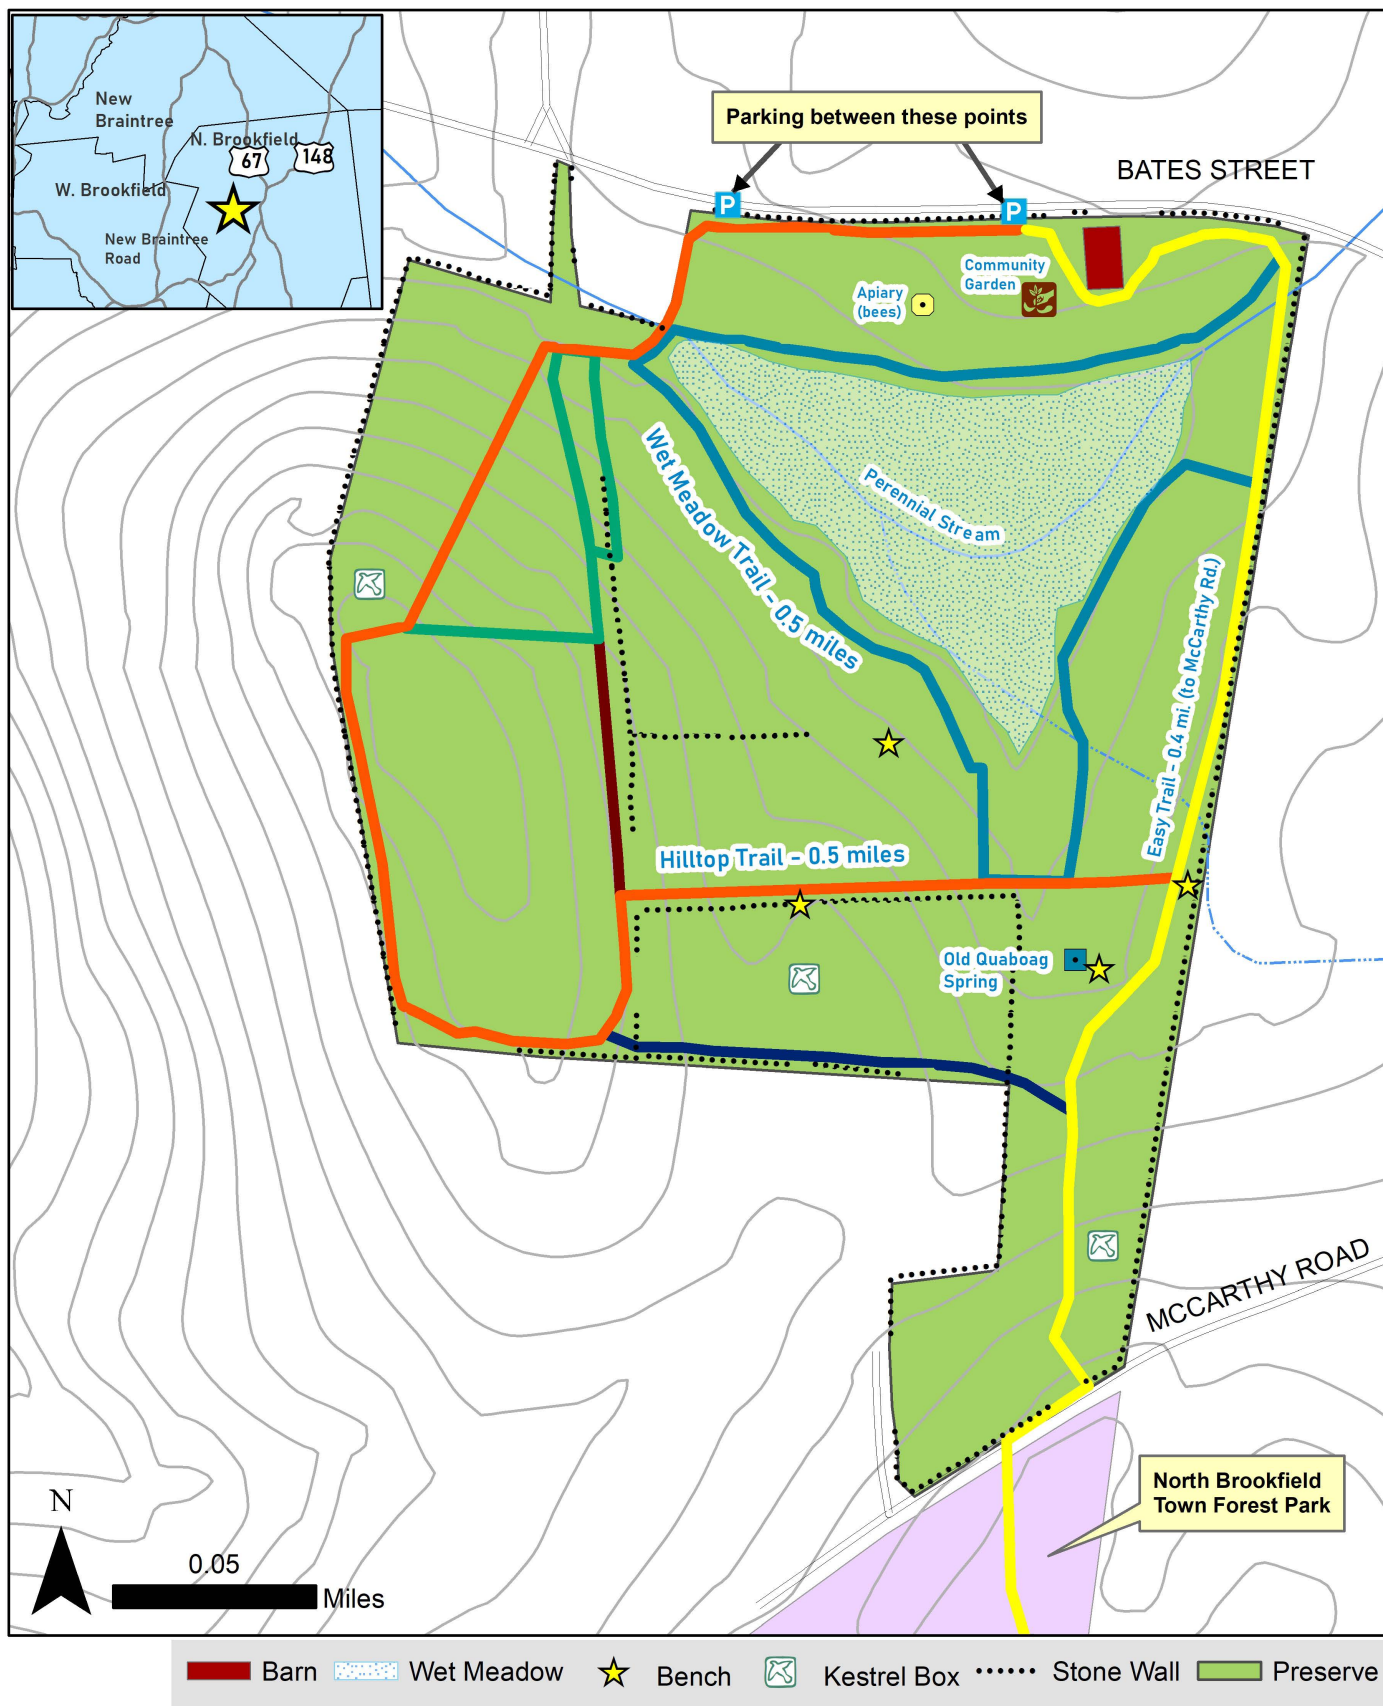 New
Braintree
N. Brookfield
67
148
W. Brookfield
New Braintree
Road
Parking between these points
BATES STREET
P
P
Community
Garden
Apiary
(bees)
Wet Meadow Trail - 0.5 miles
Perennial Stream
Easy Trail - 0.4 mi. (to McCarthy Rd.)
Hilltop Trail - 0.5 miles
Old Quaboag
Spring
MCCARTHY ROAD
North Brookfield
Town Forest Park
N
0.05
Miles
Barn
Wet Meadow
Bench
Kestrel Box
Stone Wall
Preserve